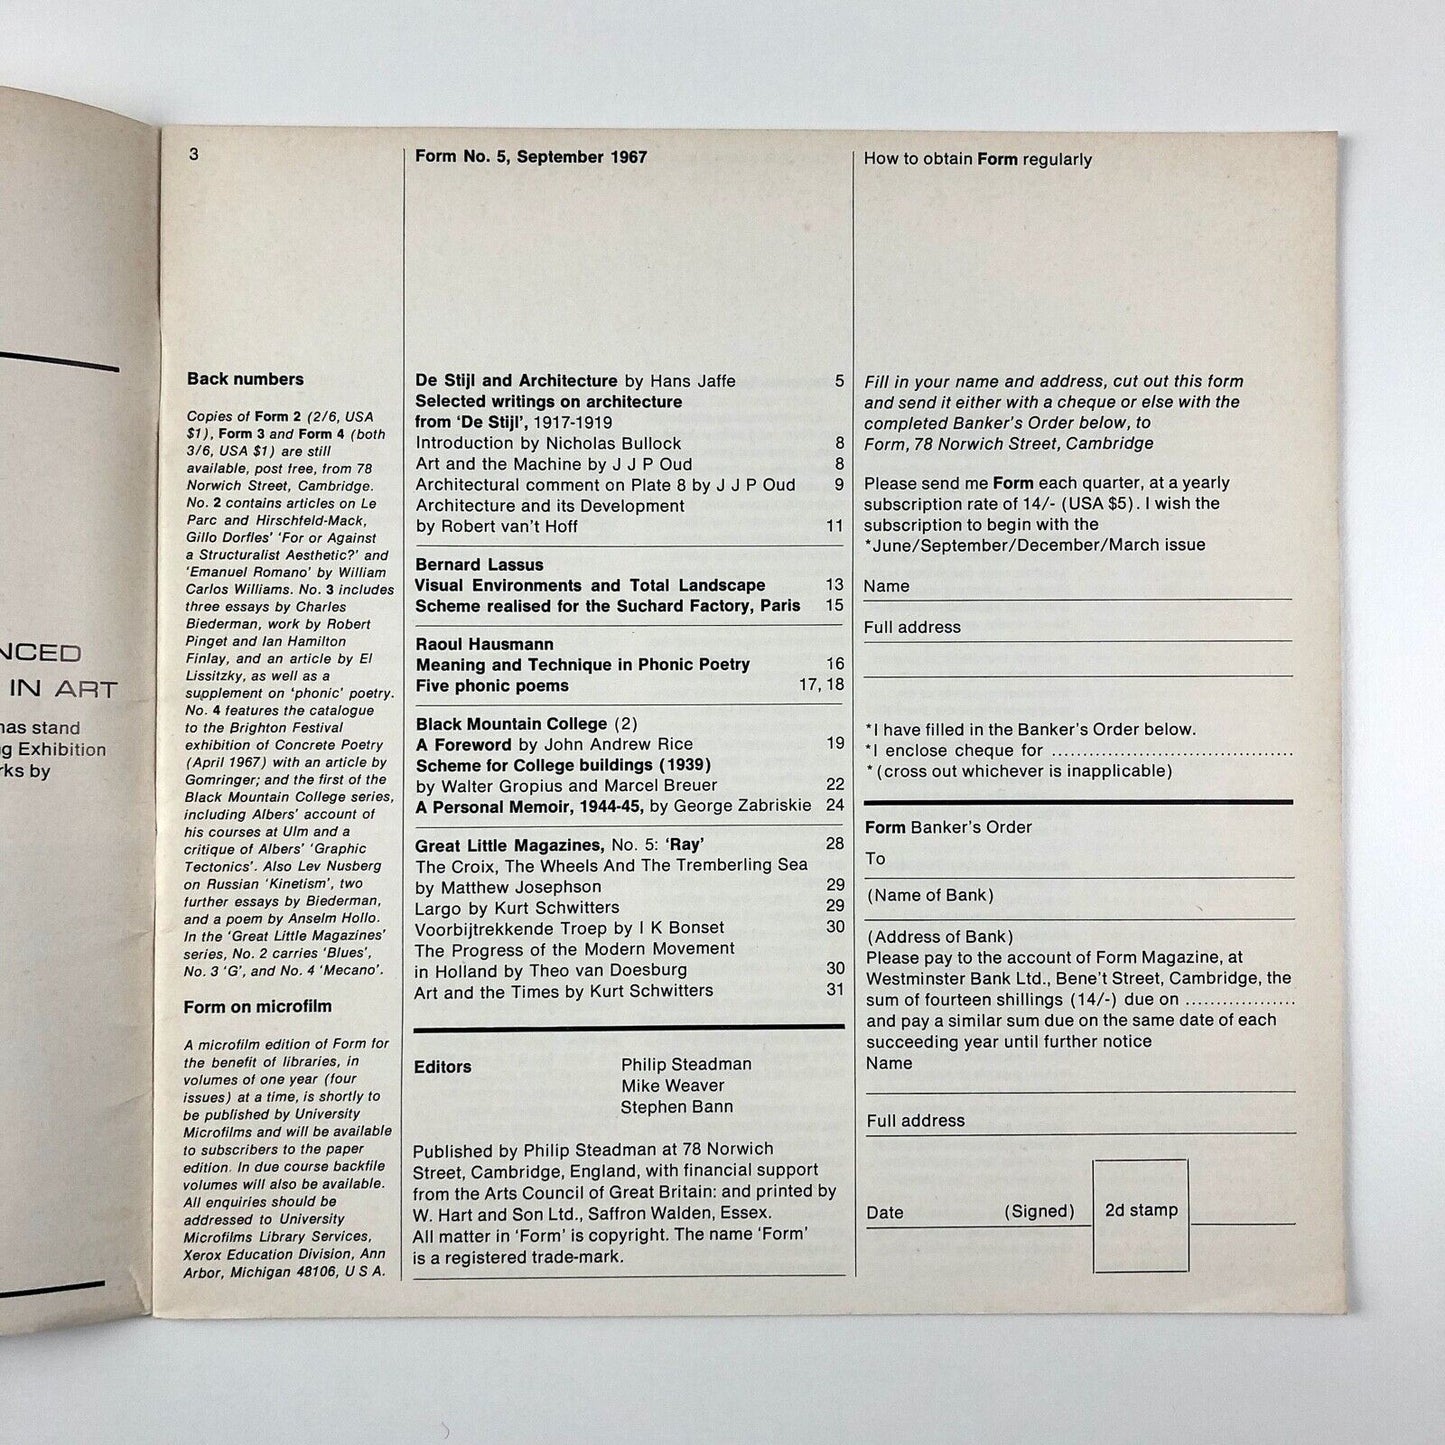 NCED
IN ART
has stand
g Exhibition
rks by
3
Back numbers
Copies of Form 2 (2/6, USA
$1), Form 3 and Form 4 (both
3/6, USA $1) are still
available, post free, from 78
Norwich Street, Cambridge.
No. 2 contains articles on Le
Parc and Hirschfeld-Mack,
Gillo Dorfles' 'For or Against
a Structuralist Aesthetic?' and
'Emanuel Romano' by William
Carlos Williams. No. 3 includes
three essays by Charles
Biederman, work by Robert
Pinget and Ian Hamilton
Finlay, and an article by El
Lissitzky, as well as a
supplement on 'phonic' poetry.
No. 4 features the catalogue
to the Brighton Festival
exhibition of Concrete Poetry
(April 1967) with an article by
Gomringer; and the first of the
Black Mountain College series,
including Albers' account of
his courses at Ulm and a
critique of Albers' 'Graphic
Tectonics'. Also Lev Nusberg
on Russian 'Kinetism', two
further essays by Biederman,
and a poem by Anselm Hollo.
In the 'Great Little Magazines'
series, No. 2 carries 'Blues',
No. 3 'G', and No. 4 'Mecano'.
Form on microfilm
A microfilm edition of Form for
the benefit of libraries, in
volumes of one year (four
issues) at a time, is shortly to
be published by University
Microfilms and will be available
to subscribers to the paper
edition. In due course backfile
volumes will also be available.
All enquiries should be
addressed to University
Microfilms Library Services,
Xerox Education Division, Ann
Arbor, Michigan 48106, U S A.
Form No. 5, September 1967
De Stijl and Architecture by Hans Jaffe 5
Selected writings on architecture
from 'De Stijl', 1917-1919
Introduction by Nicholas Bullock 8
Art and the Machine by J J P Oud 8
Architectural comment on Plate 8 by J J P Oud 9
Architecture and its Development
by Robert van't Hoff 11
Bernard Lassus
Visual Environments and Total Landscape 13
Scheme realised for the Suchard Factory, Paris 15
Raoul Hausmann
Meaning and Technique in Phonic Poetry 16
Five phonic poems 17, 18
Black Mountain College (2)
A Foreword by John Andrew Rice 19
Scheme for College buildings (1939)
by Walter Gropius and Marcel Breuer 22
A Personal Memoir, 1944-45, by George Zabriskie 24
Great Little Magazines, No. 5: 'Ray' 28
The Croix, The Wheels And The Tremberling Sea
by Matthew Josephson 29
Largo by Kurt Schwitters 29
Voorbijtrekkende Troep by I K Bonset 30
The Progress of the Modern Movement
in Holland by Theo van Doesburg 30
Art and the Times by Kurt Schwitters 31
Editors Philip Steadman
Mike Weaver
Stephen Bann
Published by Philip Steadman at 78 Norwich
Street, Cambridge, England, with financial support
from the Arts Council of Great Britain: and printed by
W. Hart and Son Ltd., Saffron Walden, Essex.
All matter in 'Form' is copyright. The name 'Form'
is a registered trade-mark.
How to obtain Form regularly
Fill in your name and address, cut out this form
and send it either with a cheque or else with the
completed Banker's Order below, to
Form, 78 Norwich Street, Cambridge
Please send me Form each quarter, at a yearly
subscription rate of 14/- (USA $5). I wish the
subscription to begin with the
*June/September/December/March issue
Name
Full address
*I have filled in the Banker's Order below.
*I enclose cheque for ......................................
*(cross out whichever is inapplicable)
Form Banker's Order
To
(Name of Bank)
(Address of Bank)
Please pay to the account of Form Magazine, at
Westminster Bank Ltd., Bene't Street, Cambridge, the
sum of fourteen shillings (14/-) due on ..................
and pay a similar sum due on the same date of each
succeeding year until further notice
Name
Full address
Date (Signed) 2d stamp